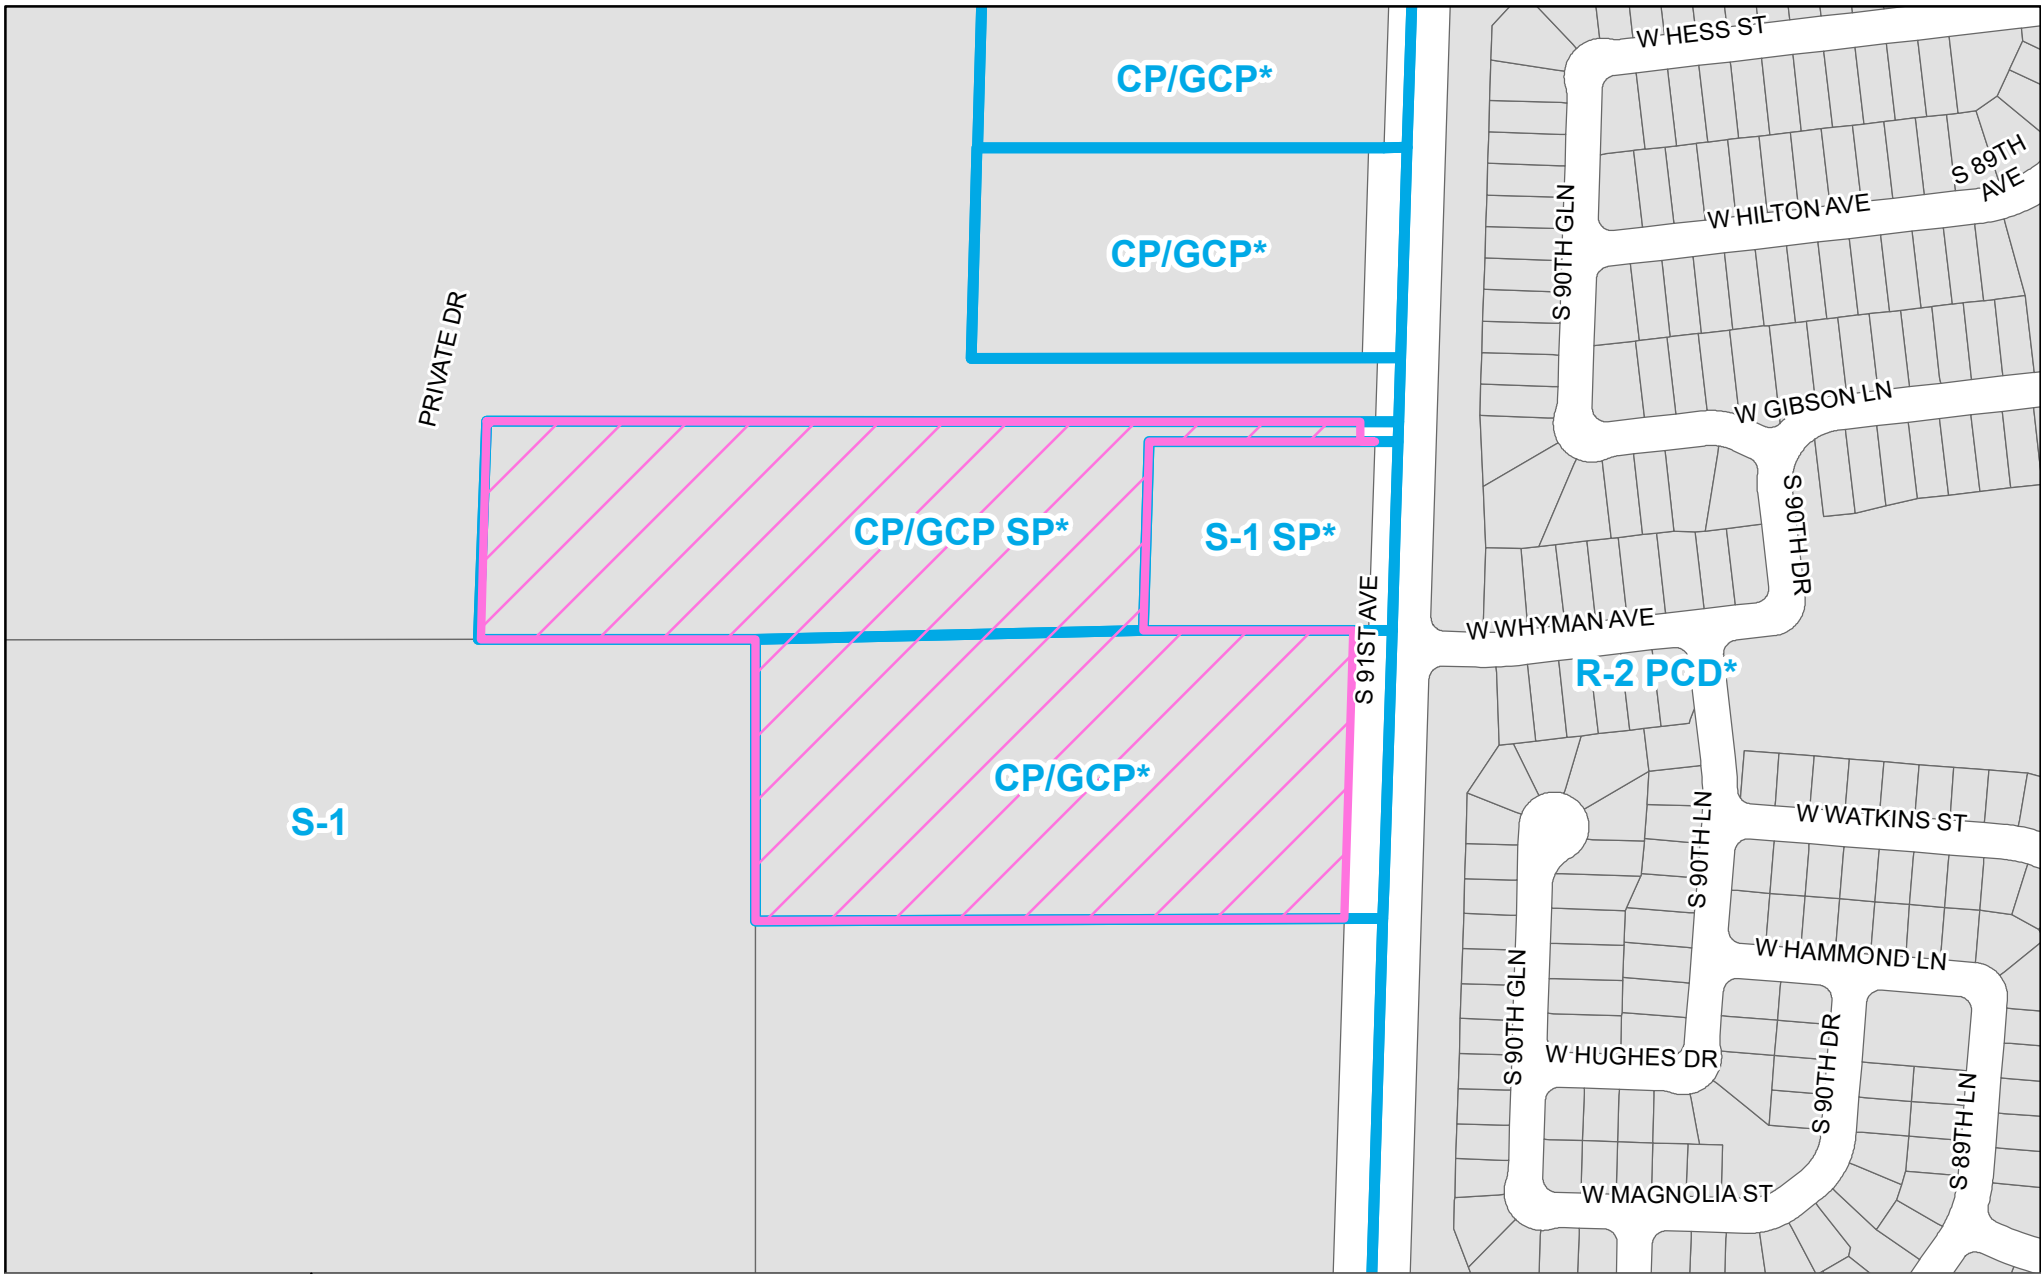 W HESS ST
CP/GCP*
S 89TH
AVE
W HILTON AVE
S 90TH GLN
CP/GCP*
PRIVATE DR
W GIBSON LN
CP/GCP SP*
S-1 SP*
S 90TH DR
S 91ST AVE
W WHYMAN AVE
R-2 PCD*
CP/GCP*
S-1
S 90TH LN
W WATKINS ST
W HAMMOND LN
S 90TH GLN
W HUGHES DR
S 90TH DR
S 89TH LN
W MAGNOLIA ST